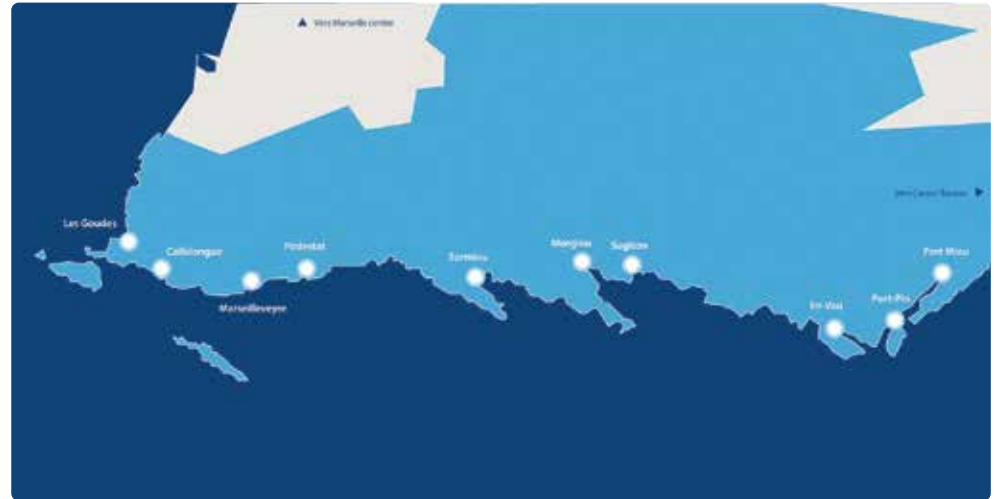 Vers Marseille centre
Les Goudes
Callelongue
Marseilleveyre
Podestat
Sormiou
Morgiou
Sugiton
En-Vau
Port-Pin
Port Miou